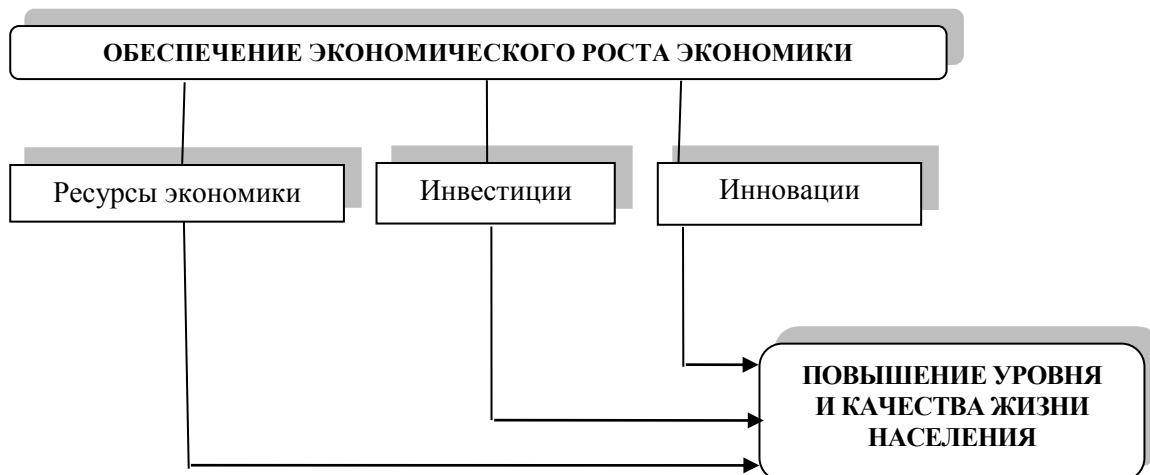 ОБЕСПЕЧЕНИЕ ЭКОНОМИЧЕСКОГО РОСТА ЭКОНОМИКИ
Ресурсы экономики
Инвестиции
Инновации
ПОВЫШЕНИЕ УРОВНЯ
И КАЧЕСТВА ЖИЗНИ
НАСЕЛЕНИЯ